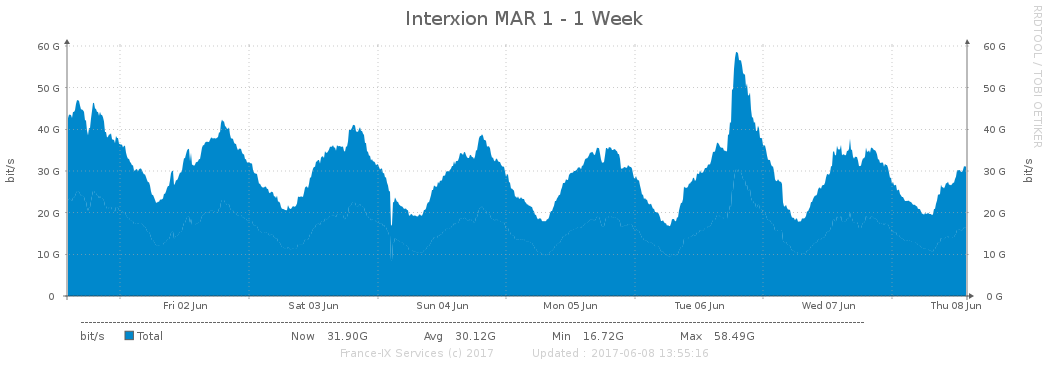 Interxion MAR 1 - 1 Week
RRDTOOL / TOBI OETIKER
bit/s
60 G
50 G
40 G
30 G
20 G
10 G
0
60 G
50 G
40 G
30 G
20 G
10 G
0 G
bit/s
Fri 02 Jun Sat 03 Jun Sun 04 Jun Mon 05 Jun Tue 06 Jun Wed 07 Jun Thu 08 Jun
bit/s Total Now 31.90G Avg 30.12G Min 16.72G Max 58.49G
France-IX Services (c) 2017 Updated : 2017-06-08 13:55:16